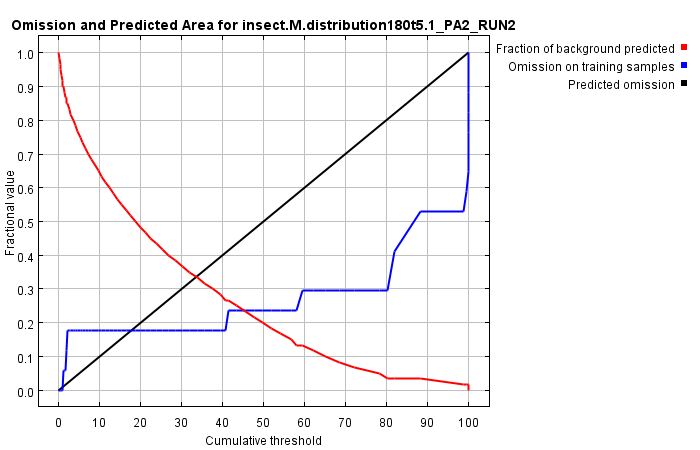 Omission and Predicted Area for insect.M.distribution180t5.1_PA2_RUN2
Fraction of background predicted
Omission on training samples
Predicted omission
1.0
0.9
0.8
0.7
0.6
0.5
0.4
0.3
0.2
0.1
0.0
Fractional value
0 10 20 30 40 50 60 70 80 90 100
Cumulative threshold